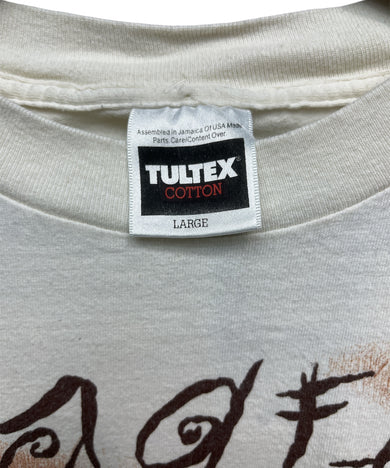 Assembled in Jamaica Of USA Made
Parts. Care/Content Over.
TULTEX
COTTON
LARGE